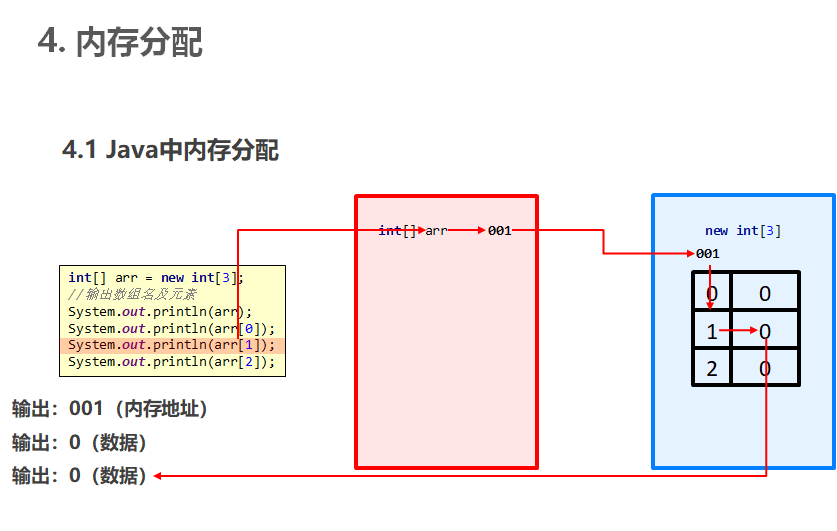 4. 内存分配
4.1 Java中内存分配
int[] arr = new int[3];
//输出数组名及元素
System.out.println(arr);
System.out.println(arr[0]);
System.out.println(arr[1]);
System.out.println(arr[2]);
输出：001（内存地址）
输出：0（数据）
输出：0（数据）
int[] arr 001
new int[3]
001
0 0
1 0
2 0